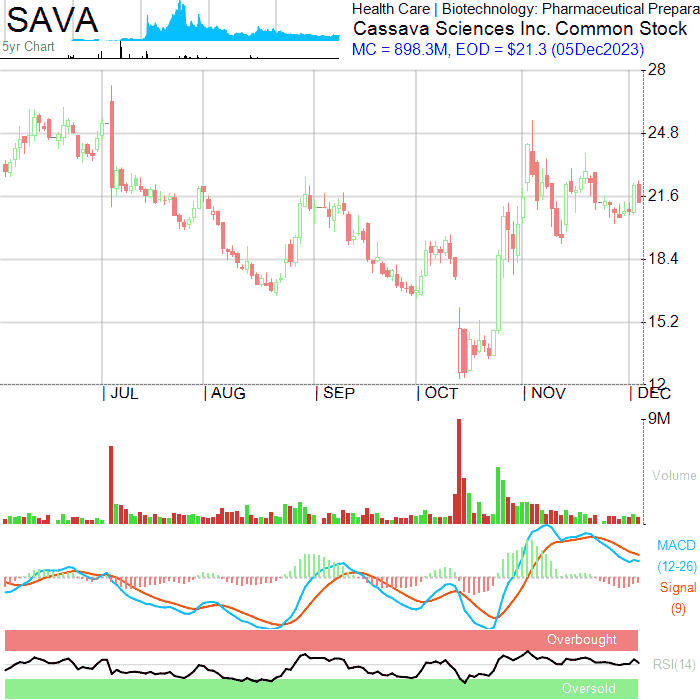 SAVA
5yr Chart
Health Care | Biotechnology: Pharmaceutical Prepara
Cassava Sciences Inc. Common Stock
MC = 898.3M, EOD = $21.3 (05Dec2023)
28
24.8
21.6
18.4
15.2
12
| JUL | AUG | SEP | OCT | NOV | DEC
9M
Volume
MACD
(12-26)
Signal
(9)
Overbought
RSI(14)
Oversold